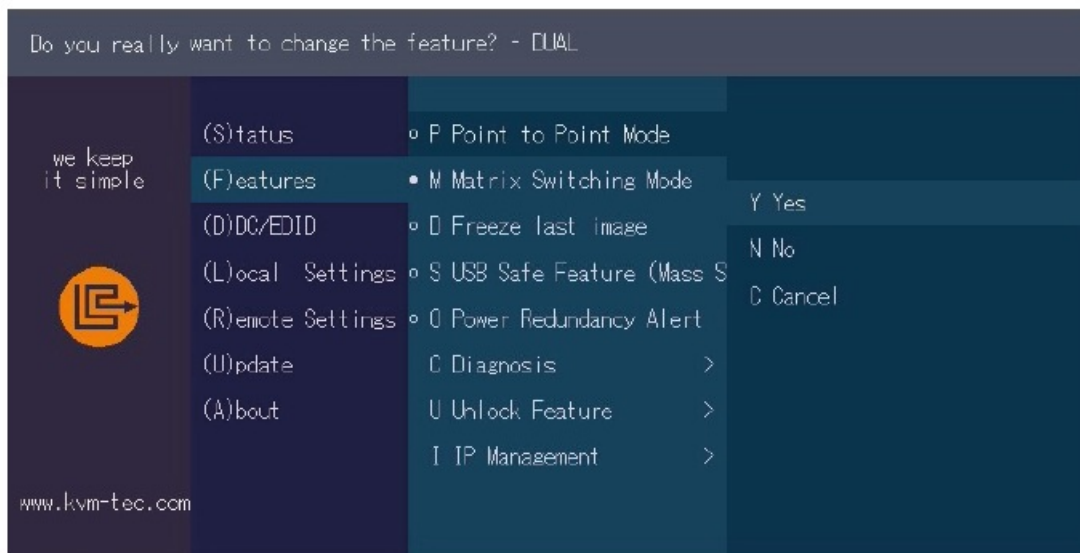 Do you really want to change the feature? - DUAL
we keep
it simple
www.kvm-tec.com
(S)tatus
(F)eatures
(D)DC/EDID
(L)ocal Settings
(R)emote Settings
(U)pdate
(A)bout
P Point to Point Mode
M Matrix Switching Mode
D Freeze last image
S USB Safe Feature (Mass S
O Power Redundancy Alert
C Diagnosis >
U Unlock Feature >
I IP Management >
Y Yes
N No
C Cancel